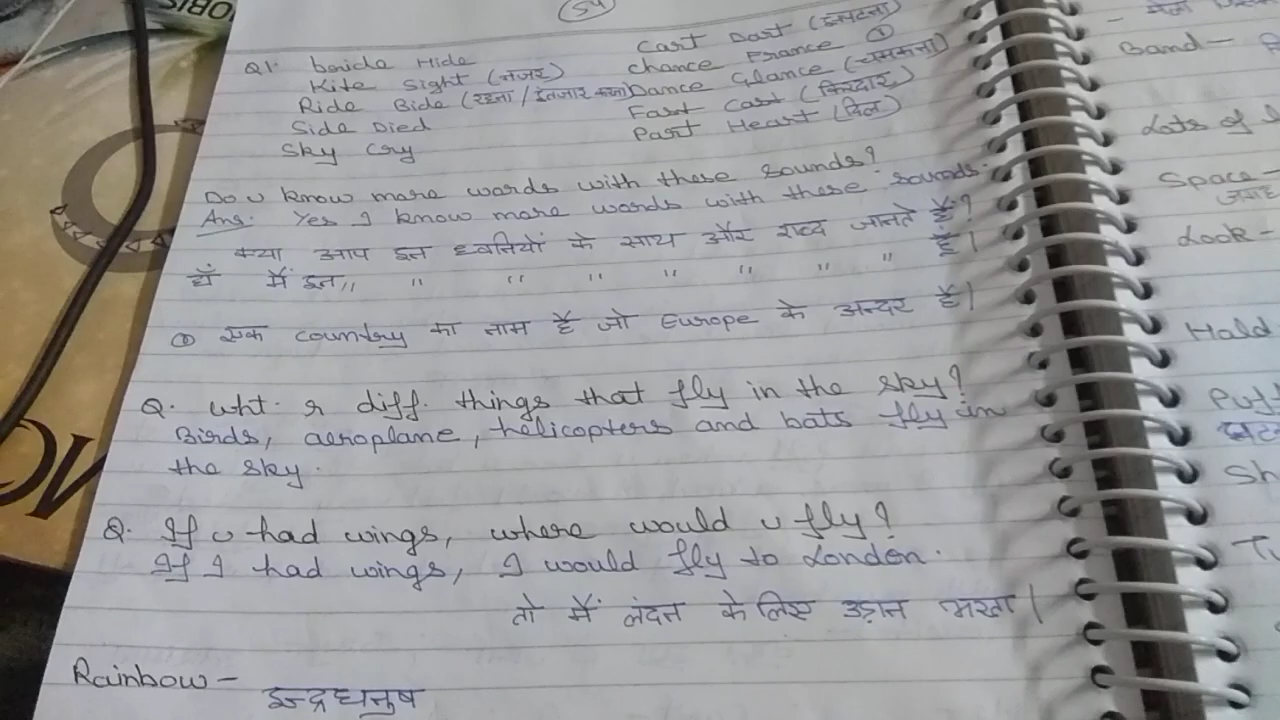 54
Q1. beside Hide
Kite Sight (नजर)
Ride Bide (रहना / इंतजार करना)
Side Died
Sky Cry
Cart Dart (झपटना)
Chance France ①
Dance Glance (चमकना)
Fast Cast (किरदार)
Part Heart (दिल)
Do u know more words with these sounds?
Ans. Yes I know more words with these sounds.
क्या आप इन ध्वनियों के साथ और शब्द जानते हैं?
हाँ मैं इन ,, " " " " " " " हूँ।
① एक country का नाम है जो Europe के अन्दर है।
Q. wht. r diff. things that fly in the sky?
Birds, aeroplane, helicopters and bats fly in
the sky.
Q. If u had wings, where would u fly?
If I had wings, I would fly to London.
तो मैं लंदन के लिए उड़ान भरता।
Rainbow - इन्द्रधनुष
Band -
Lots of
Space -
जगह
Look -
Hold
Puff
Sh